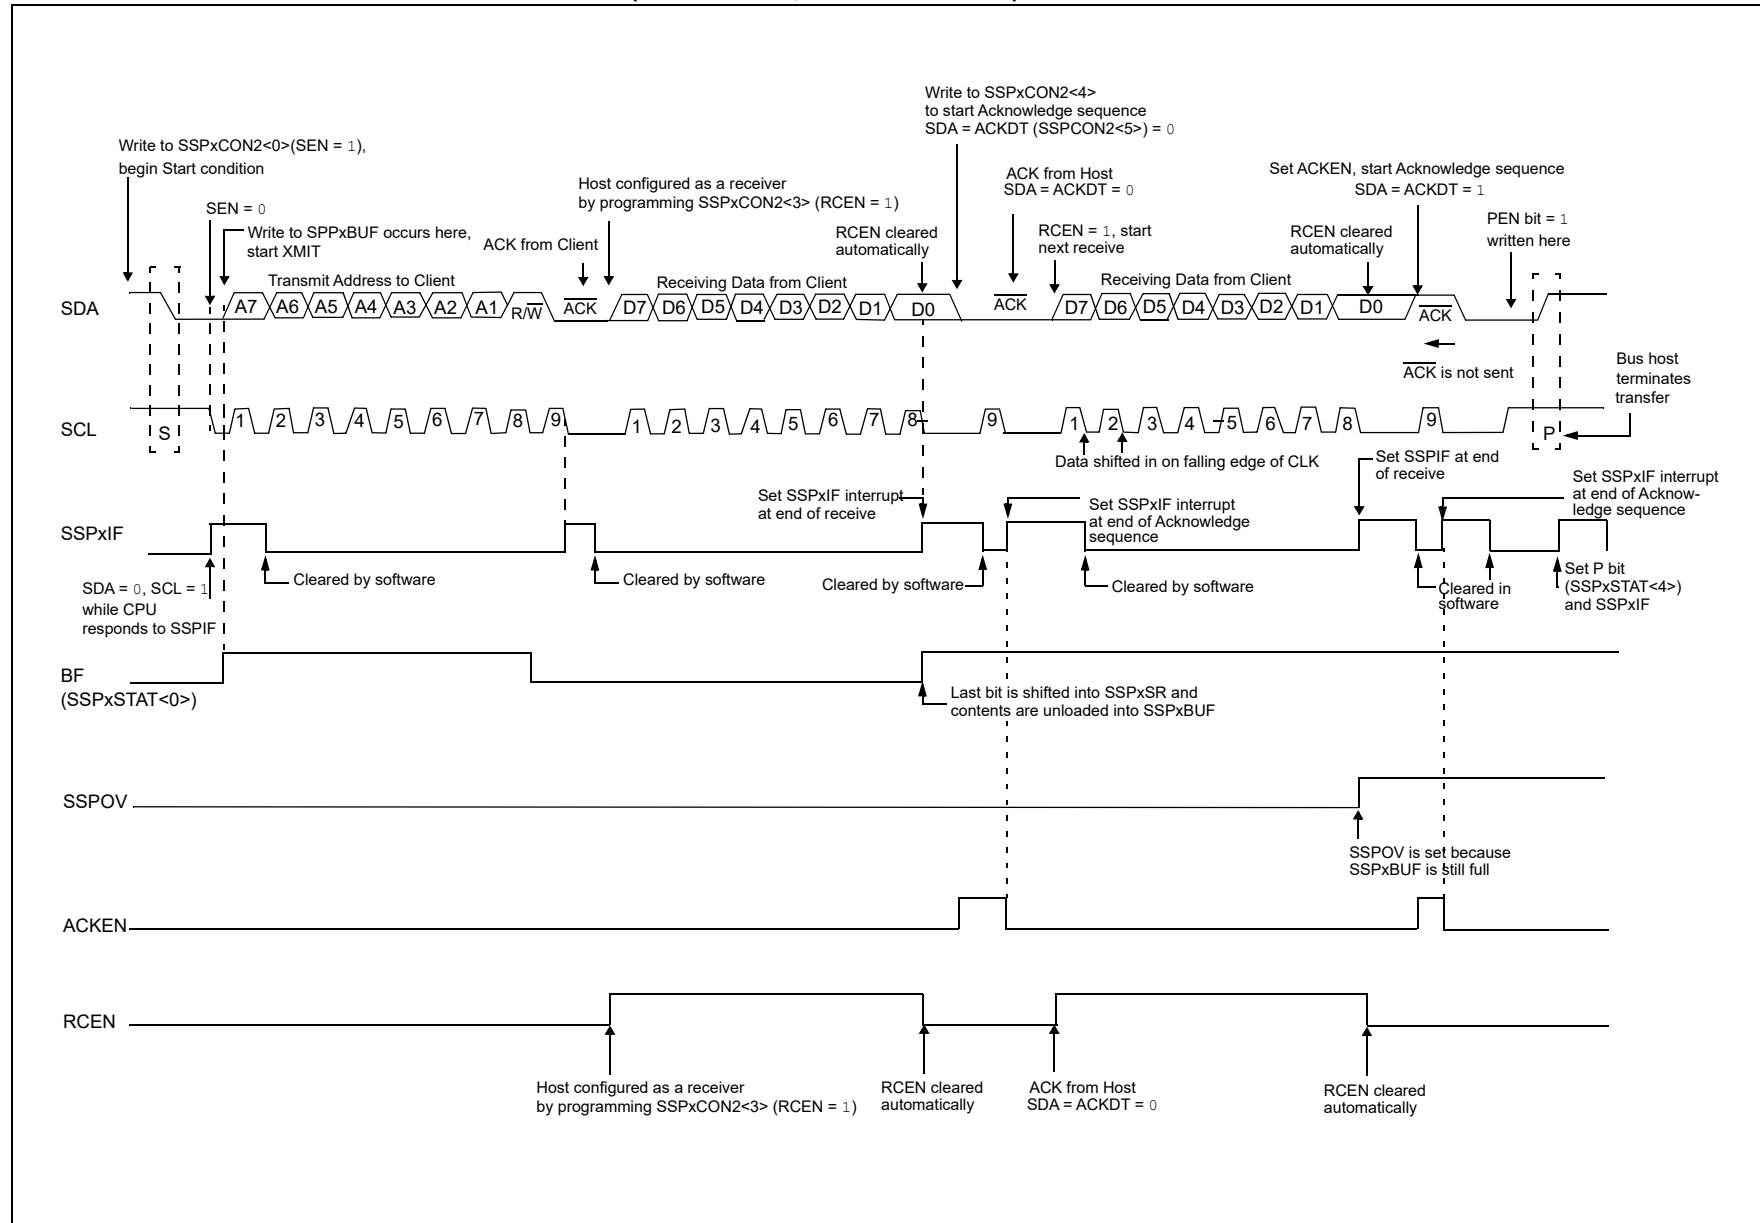 Write to SSPxCON2<4>
to start Acknowledge sequence
SDA = ACKDT (SSPCON2<5>) = 0
Write to SSPxCON2<0>(SEN = 1),
begin Start condition
ACK from Host
SDA = ACKDT = 0
Set ACKEN, start Acknowledge sequence
SDA = ACKDT = 1
Host configured as a receiver
by programming SSPxCON2<3> (RCEN = 1)
SEN = 0
Write to SPPxBUF occurs here,
start XMIT
ACK from Client
RCEN cleared
automatically
RCEN = 1, start
next receive
RCEN cleared
automatically
PEN bit = 1
written here
Transmit Address to Client
Receiving Data from Client
Receiving Data from Client
SDA
A7 A6 A5 A4 A3 A2 A1 R/W ACK D7 D6 D5 D4 D3 D2 D1 D0 ACK D7 D6 D5 D4 D3 D2 D1 D0 ACK
ACK is not sent
Bus host
terminates
transfer
SCL
S 1 2 3 4 5 6 7 8 9 1 2 3 4 5 6 7 8 9 1 2 3 4 5 6 7 8 9 P
Data shifted in on falling edge of CLK
Set SSPIF at end
of receive
Set SSPxIF interrupt
at end of receive
Set SSPxIF interrupt
at end of Acknowledge
sequence
Set SSPxIF interrupt
at end of Acknow-
ledge sequence
SSPxIF
SDA = 0, SCL = 1
while CPU
responds to SSPIF
Cleared by software
Cleared by software
Cleared by software
Cleared by software
Cleared in
software
Set P bit
(SSPxSTAT<4>)
and SSPxIF
BF
(SSPxSTAT<0>)
Last bit is shifted into SSPxSR and
contents are unloaded into SSPxBUF
SSPOV
SSPOV is set because
SSPxBUF is still full
ACKEN
RCEN
Host configured as a receiver
by programming SSPxCON2<3> (RCEN = 1)
RCEN cleared
automatically
ACK from Host
SDA = ACKDT = 0
RCEN cleared
automatically